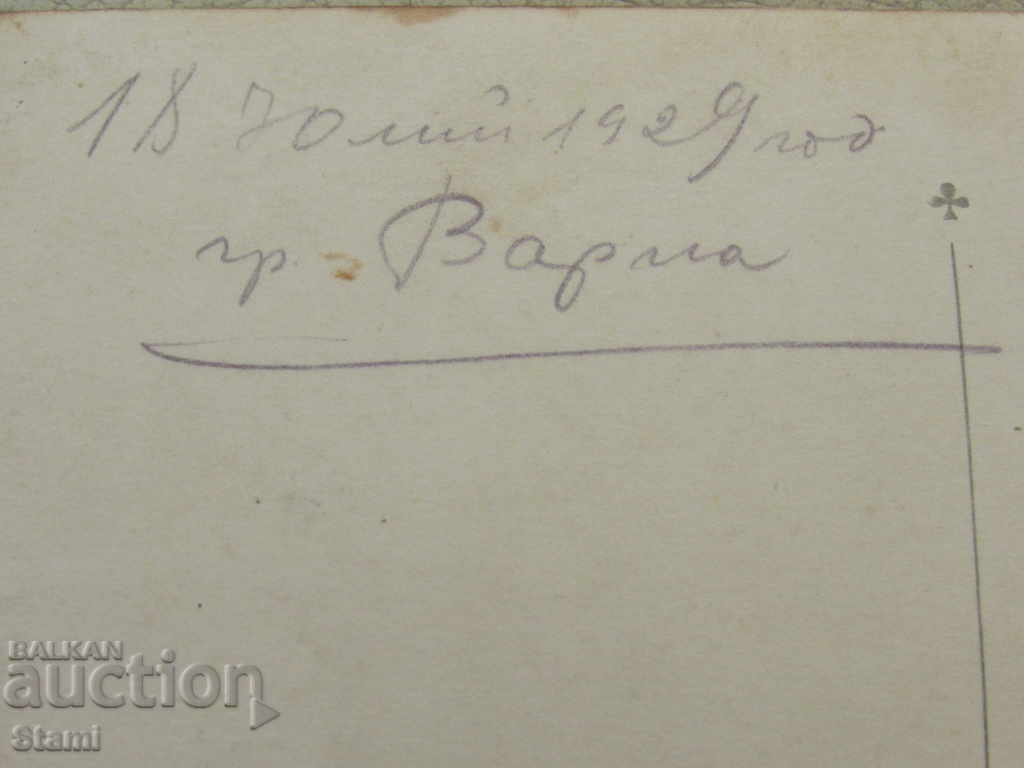 18 Юлий 1929 год
гр. Варна
BALKAN
auction
Stami